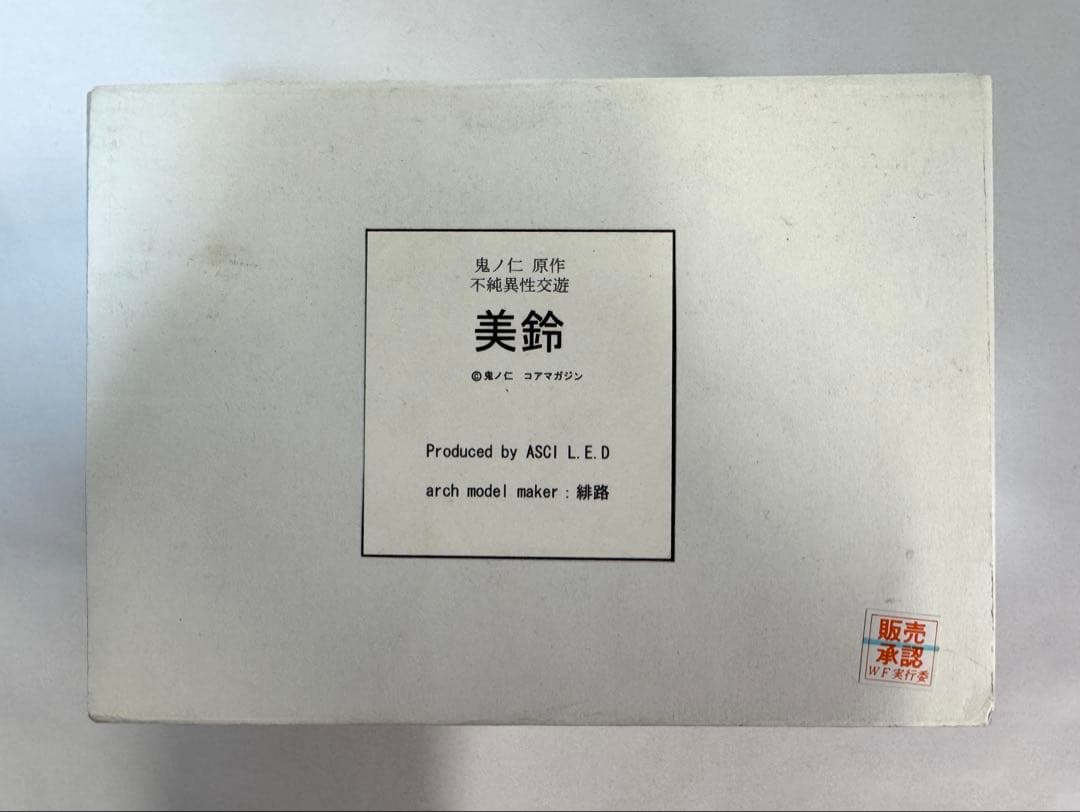 鬼ノ仁 原作
不純異性交遊
美鈴
©鬼ノ仁 コアマガジン
Produced by ASCI L.E.D
arch model maker：緋路
販売
承認
WF実行委